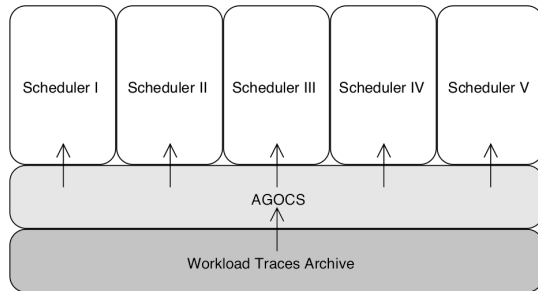 Scheduler I
Scheduler II
Scheduler III
Scheduler IV
Scheduler V
AGOCS
Workload Traces Archive